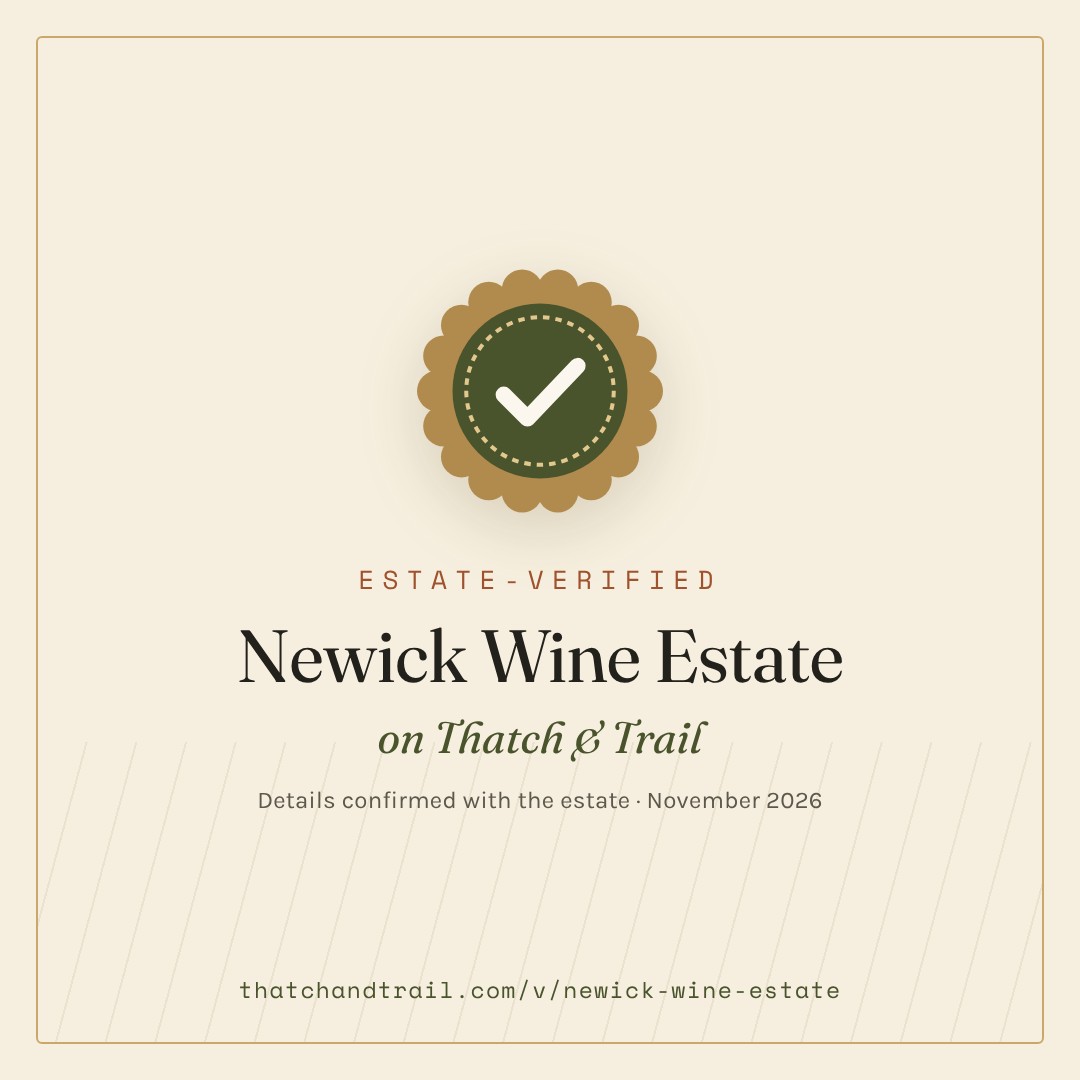 ESTATE-VERIFIED
Newick Wine Estate
on Thatch & Trail
Details confirmed with the estate · November 2026
thatchandtrail.com/v/newick-wine-estate